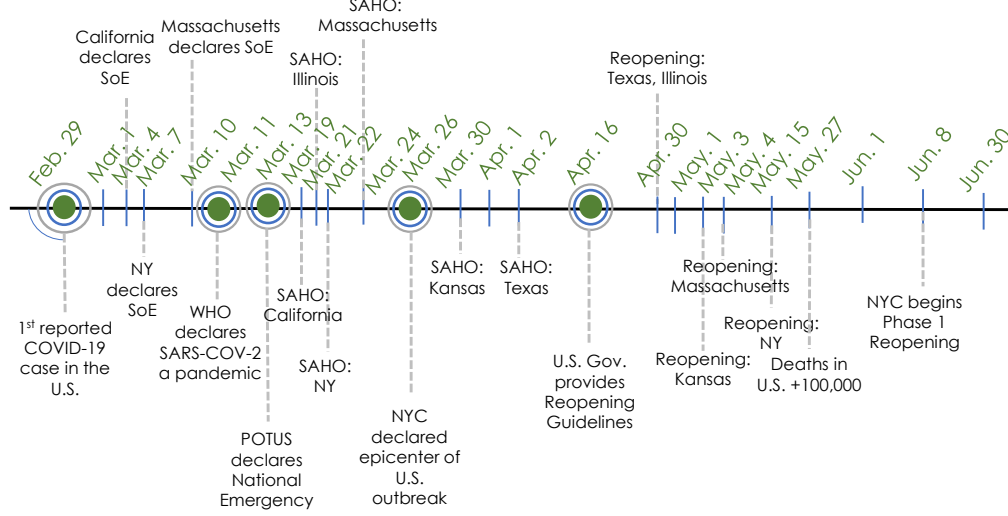 SAHO:
Massachusetts
California
declares
SoE
Massachusetts
declares SoE
SAHO:
Illinois
Reopening:
Texas, Illinois
Feb. 29
Mar. 1
Mar. 4
Mar. 7
Mar. 10
Mar. 11
Mar. 13
Mar. 19
Mar. 21
Mar. 22
Mar. 24
Mar. 26
Mar. 30
Apr. 1
Apr. 2
Apr. 16
Apr. 30
May. 1
May. 3
May. 4
May. 15
May. 27
Jun. 1
Jun. 8
Jun. 30
1st reported
COVID-19
case in the
U.S.
NY
declares
SoE
WHO
declares
SARS-COV-2
a pandemic
POTUS
declares
National
Emergency
SAHO:
California
SAHO:
NY
NYC
declared
epicenter of
U.S.
outbreak
SAHO:
Kansas
SAHO:
Texas
U.S. Gov.
provides
Reopening
Guidelines
Reopening:
Massachusetts
Reopening:
Kansas
Reopening:
NY
Deaths in
U.S. +100,000
NYC begins
Phase 1
Reopening